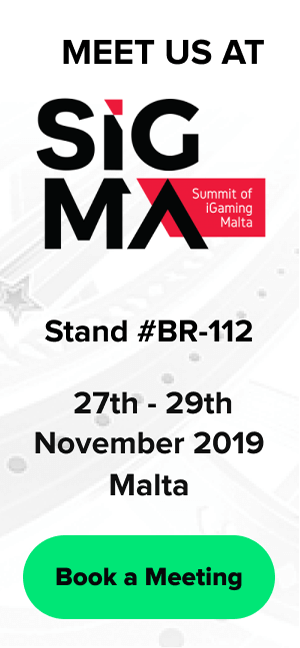 MEET US AT
SiG
MA
Summit of
iGaming
Malta
Stand #BR-112
27th - 29th
November 2019
Malta
Book a Meeting